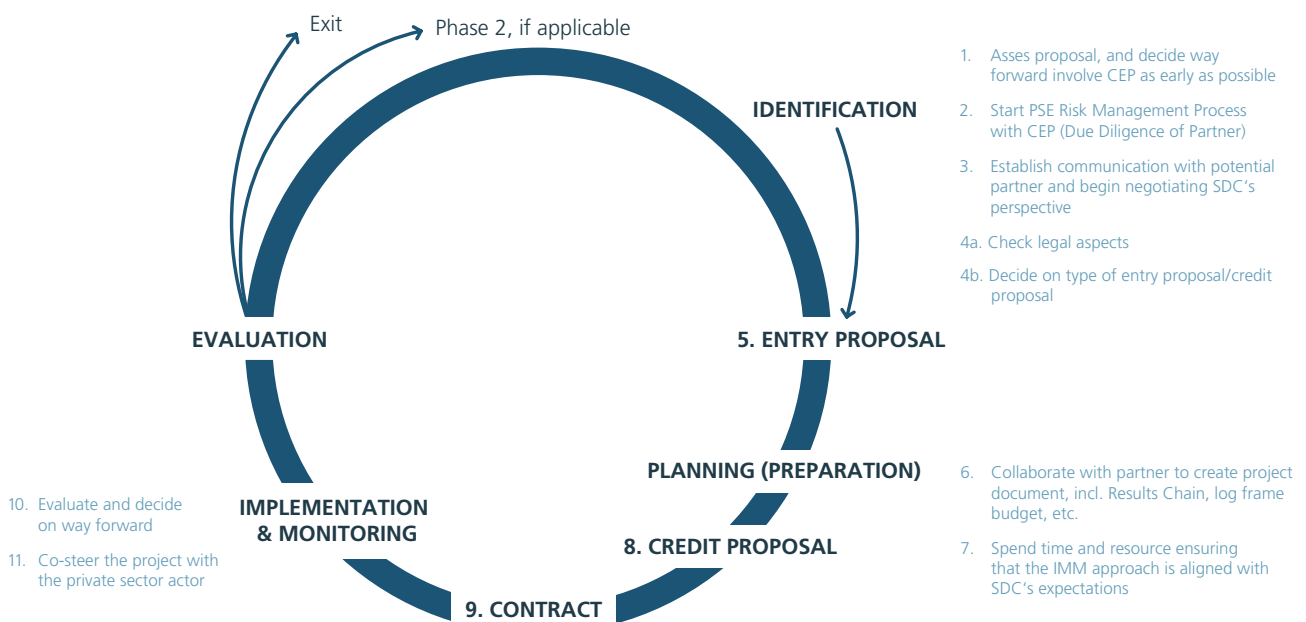 Exit
Phase 2, if applicable
IDENTIFICATION
1. Asses proposal, and decide way
forward involve CEP as early as possible
2. Start PSE Risk Management Process
with CEP (Due Diligence of Partner)
3. Establish communication with potential
partner and begin negotiating SDC‘s
perspective
4a. Check legal aspects
4b. Decide on type of entry proposal/credit
proposal
5. ENTRY PROPOSAL
PLANNING (PREPARATION)
6. Collaborate with partner to create project
document, incl. Results Chain, log frame
budget, etc.
7. Spend time and resource ensuring
that the IMM approach is aligned with
SDC‘s expectations
8. CREDIT PROPOSAL
9. CONTRACT
IMPLEMENTATION
& MONITORING
10. Evaluate and decide
on way forward
11. Co-steer the project with
the private sector actor
EVALUATION